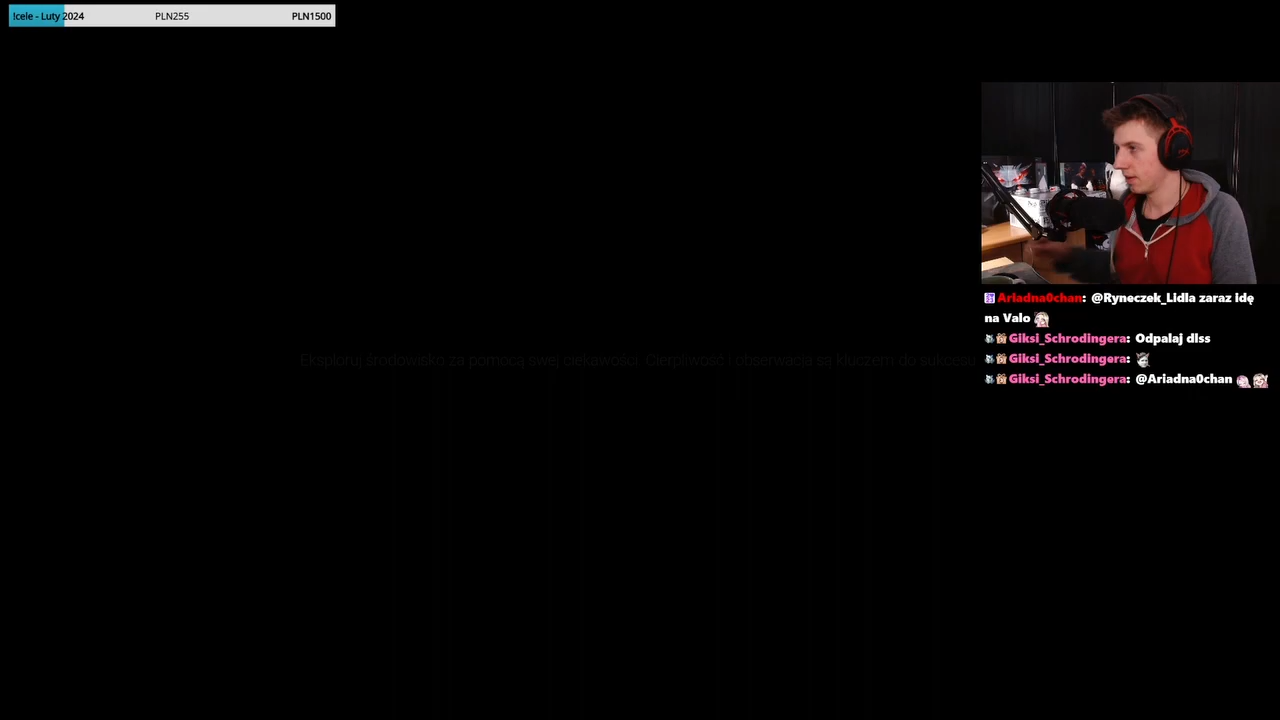 !cele - Luty 2024 PLN255 PLN1500
Ariadna0chan: @Ryneczek_Lidla zaraz idę
na Valo
Giksi_Schrodingera: Odpalaj dlss
Giksi_Schrodingera:
Giksi_Schrodingera: @Ariadna0chan
Eksploruj środowisko za pomocą swej ciekawości. Cierpliwość i obserwacja są kluczem do sukcesu